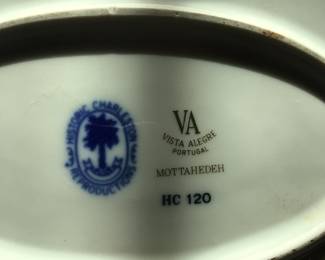 HISTORIC CHARLESTON
REPRODUCTIONS
VA
VISTA ALEGRE
PORTUGAL
MOTTAHEDEH
HC 120